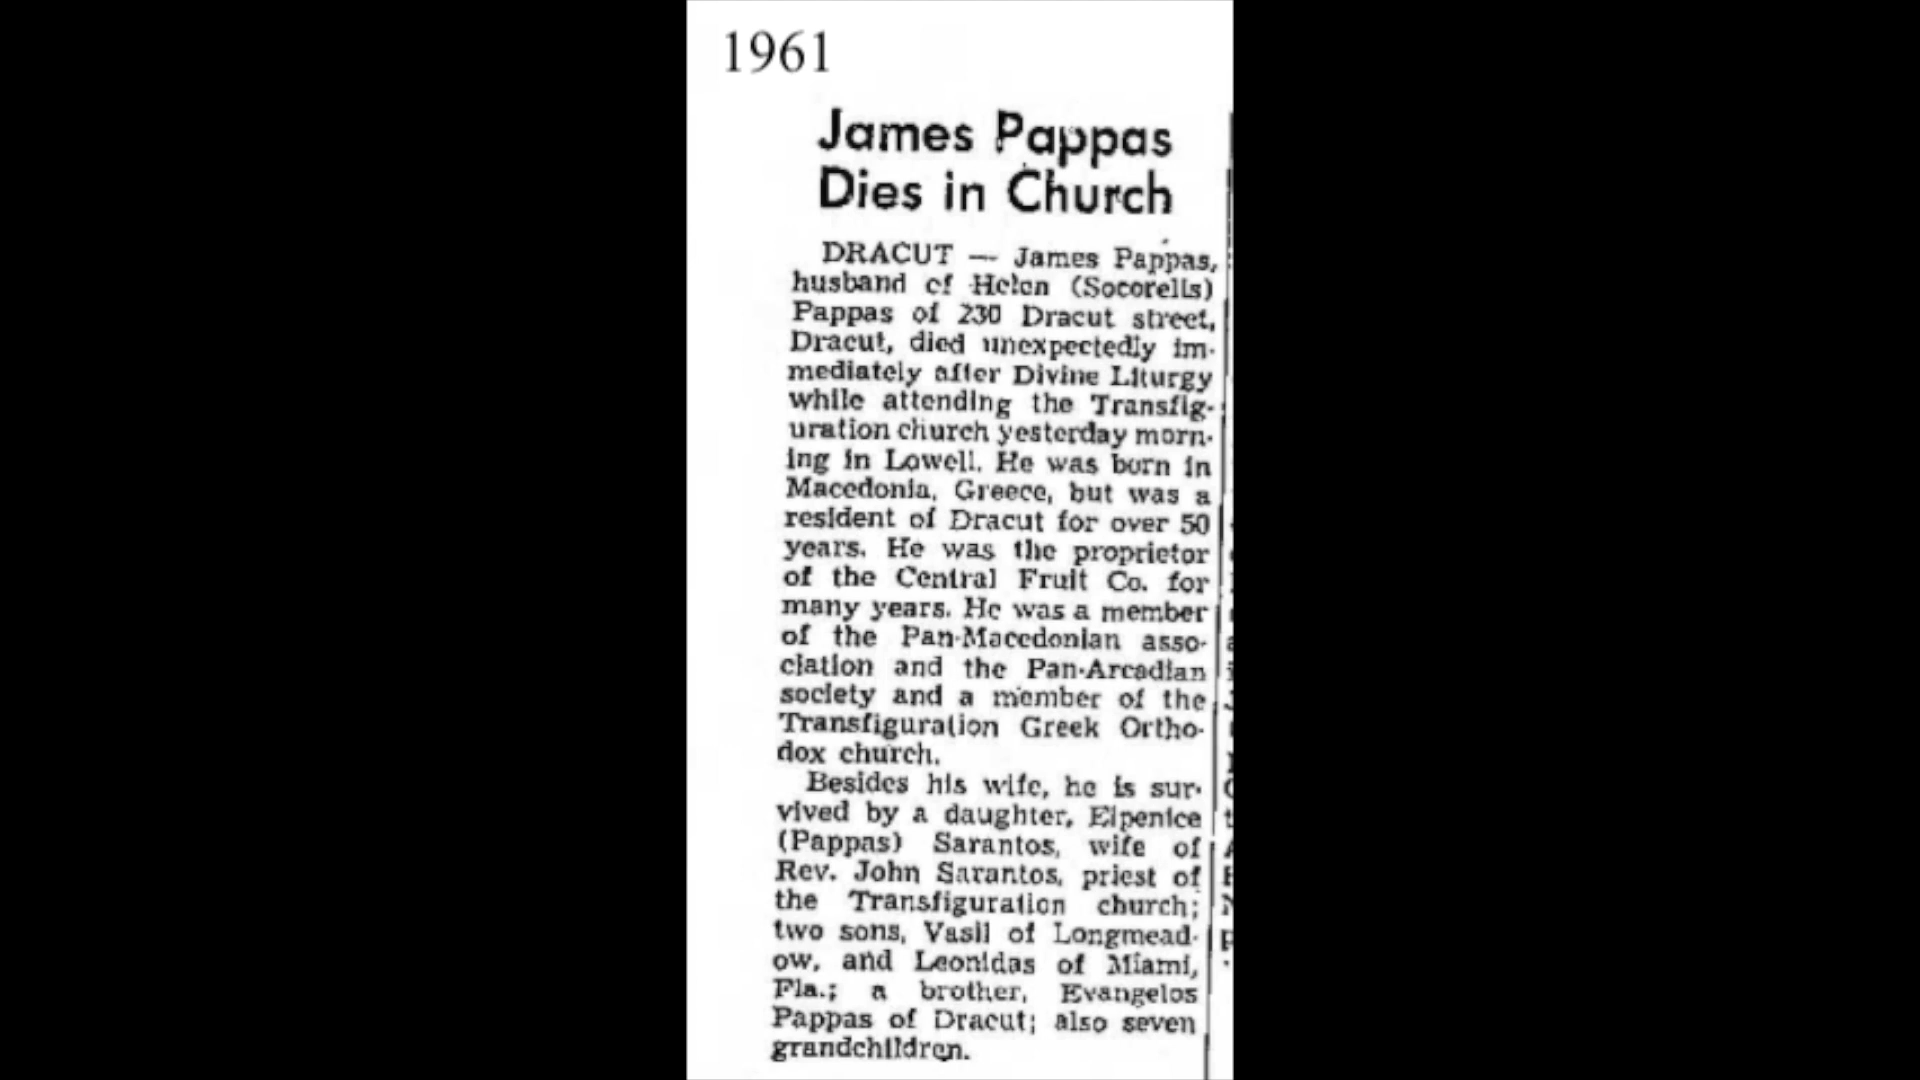 1961
James Pappas
Dies in Church
DRACUT — James Pappas,
husband of Helen (Socorelis)
Pappas of 230 Dracut street,
Dracut, died unexpectedly im-
mediately after Divine Liturgy
while attending the Transfig-
uration church yesterday morn-
ing in Lowell. He was born in
Macedonia, Greece, but was a
resident of Dracut for over 50
years. He was the proprietor
of the Central Fruit Co. for
many years. He was a member
of the Pan-Macedonian asso-
ciation and the Pan-Arcadian
society and a member of the
Transfiguration Greek Ortho-
dox church.
Besides his wife, he is sur-
vived by a daughter, Elpenice
(Pappas) Sarantos, wife of
Rev. John Sarantos, priest of
the Transfiguration church;
two sons, Vasil of Longmead-
ow, and Leonidas of Miami,
Fla.; a brother, Evangelos
Pappas of Dracut; also seven
grandchildren.